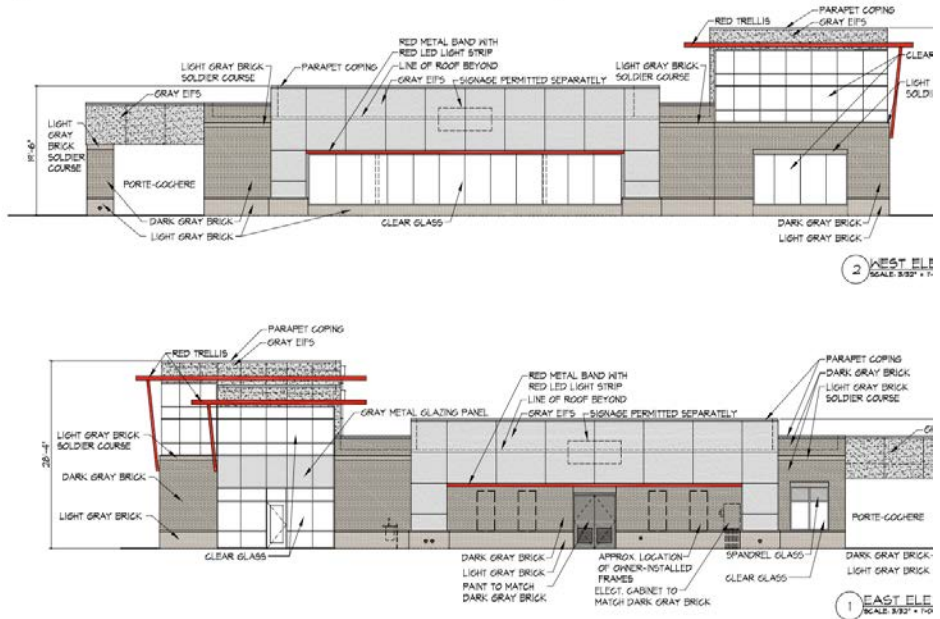 PARAPET COPING
GRAY EIFS
RED TRELLIS
RED METAL BAND WITH
RED LED LIGHT STRIP
LINE OF ROOF BEYOND
GRAY EIFS
SIGNAGE PERMITTED SEPARATELY
LIGHT GRAY BRICK
SOLDIER COURSE
PARAPET COPING
LIGHT GRAY BRICK
SOLDIER COURSE
CLEAR
GRAY EIFS
LIGHT
SOLDIE
LIGHT
GRAY
BRICK
SOLDIER
COURSE
PORTE-COCHERE
DARK GRAY BRICK
LIGHT GRAY BRICK
CLEAR GLASS
DARK GRAY BRICK
LIGHT GRAY BRICK
2
WEST ELE
PARAPET COPING
GRAY EIFS
RED TRELLIS
RED METAL BAND WITH
RED LED LIGHT STRIP
LINE OF ROOF BEYOND
GRAY EIFS
SIGNAGE PERMITTED SEPARATELY
PARAPET COPING
DARK GRAY BRICK
LIGHT GRAY BRICK
SOLDIER COURSE
GRAY METAL GLAZING PANEL
28'-4"
LIGHT GRAY BRICK
SOLDIER COURSE
DARK GRAY BRICK
LIGHT GRAY BRICK
CLEAR GLASS
DARK GRAY BRICK
LIGHT GRAY BRICK
PAINT TO MATCH
DARK GRAY BRICK
APPROX. LOCATION
OF OWNER-INSTALLED
FRAMES
ELECT. CABINET TO
MATCH DARK GRAY BRICK
SPANDREL GLASS
CLEAR GLASS
PORTE-COCHERE
DARK GRAY BRICK
LIGHT GRAY BRICK
1
EAST ELE